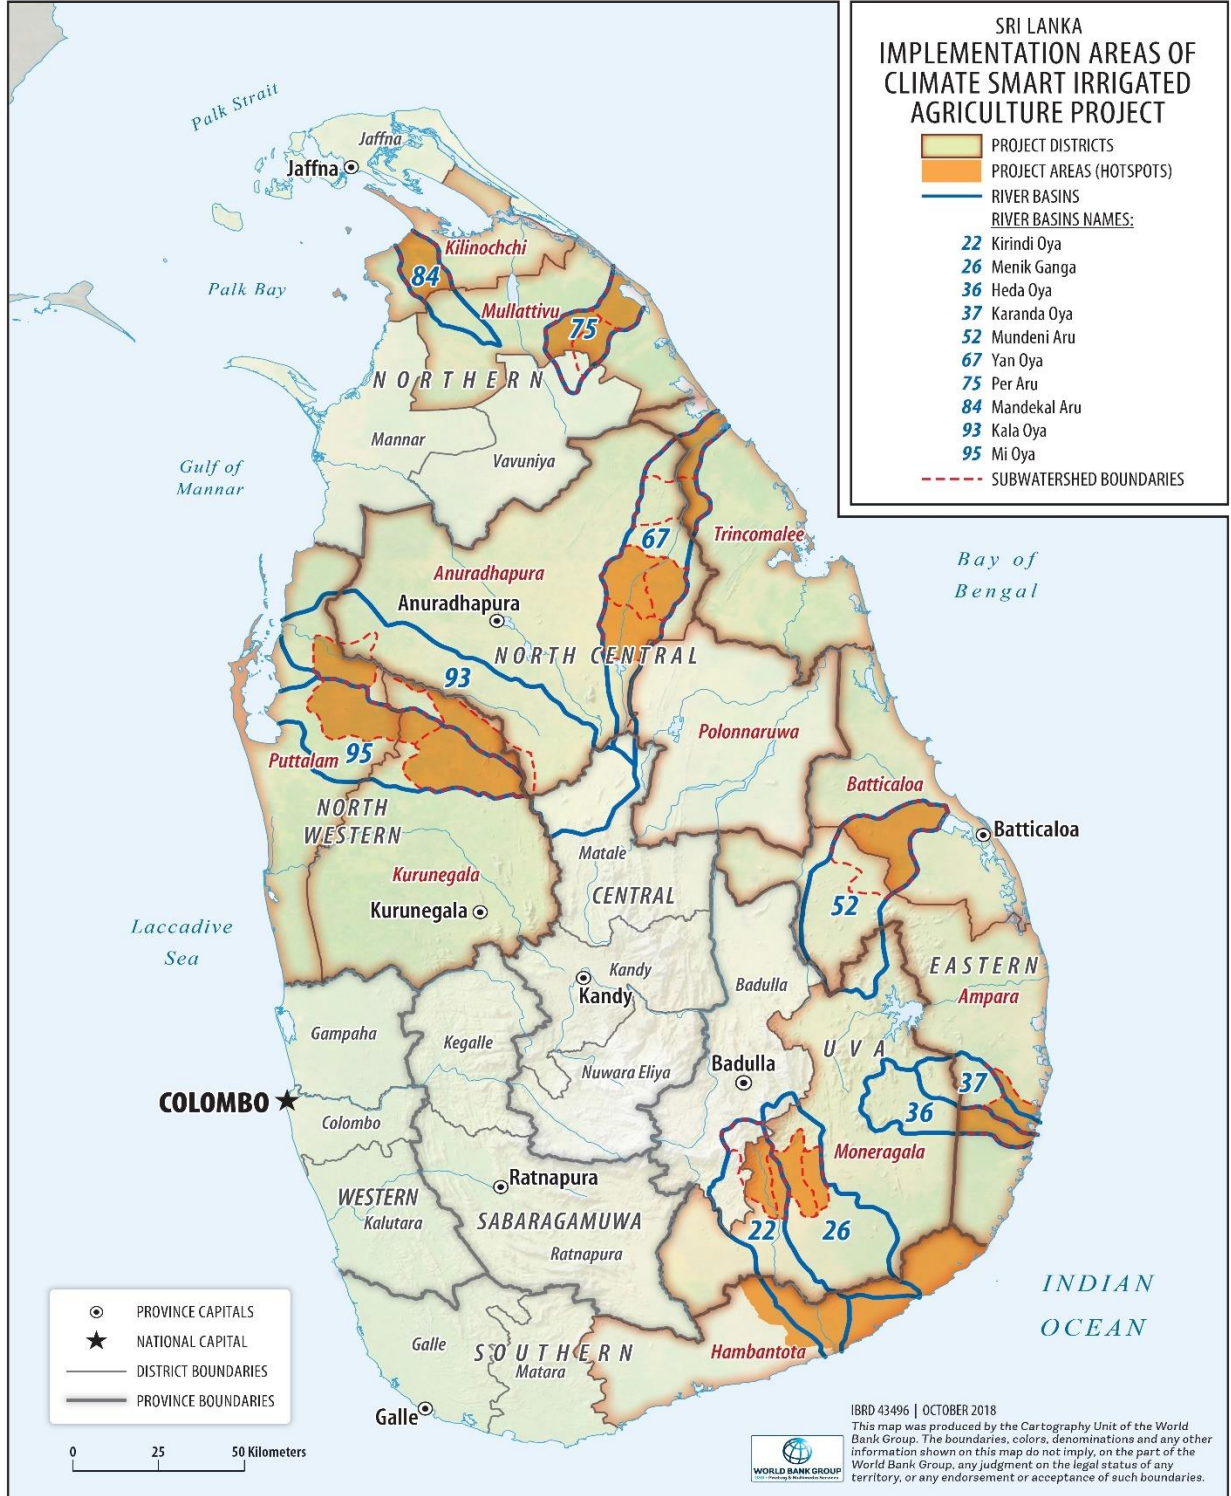 SRI LANKA
IMPLEMENTATION AREAS OF
CLIMATE SMART IRRIGATED
AGRICULTURE PROJECT
PROJECT DISTRICTS
PROJECT AREAS (HOTSPOTS)
RIVER BASINS
RIVER BASINS NAMES:
22 Kirindi Oya
26 Menik Ganga
36 Heda Oya
37 Karanda Oya
52 Mundeni Aru
67 Yan Oya
75 Per Aru
84 Mandekal Aru
93 Kala Oya
95 Mi Oya
SUBWATERSHED BOUNDARIES
Palk Strait
Jaffna
Jaffna
Kilinochchi
84
Palk Bay
Mullattivu
75
NORTHERN
Mannar
Vavuniya
Gulf of
Mannar
67
Trincomalee
Bay of
Bengal
Anuradhapura
Anuradhapura
NORTH CENTRAL
93
Polonnaruwa
95
Puttalam
Batticaloa
NORTH
WESTERN
Batticaloa
Matale
Kurunegala
CENTRAL
Kurunegala
52
Laccadive
Sea
EASTERN
Kandy
Kandy
Badulla
Ampara
Gampaha
Kegalle
UVA
Nuwara Eliya
Badulla
37
COLOMBO
36
Colombo
Moneragala
Ratnapura
WESTERN
Kalutara
SABARAGAMUWA
22
26
Ratnapura
INDIAN
OCEAN
PROVINCE CAPITALS
NATIONAL CAPITAL
DISTRICT BOUNDARIES
PROVINCE BOUNDARIES
Galle
SOUTHERN
Matara
Hambantota
Galle
0 25 50 Kilometers
WORLD BANK GROUP
IBRD 43496 | OCTOBER 2018
This map was produced by the Cartography Unit of the World
Bank Group. The boundaries, colors, denominations and any other
information shown on this map do not imply, on the part of the
World Bank Group, any judgment on the legal status of any
territory, or any endorsement or acceptance of such boundaries.